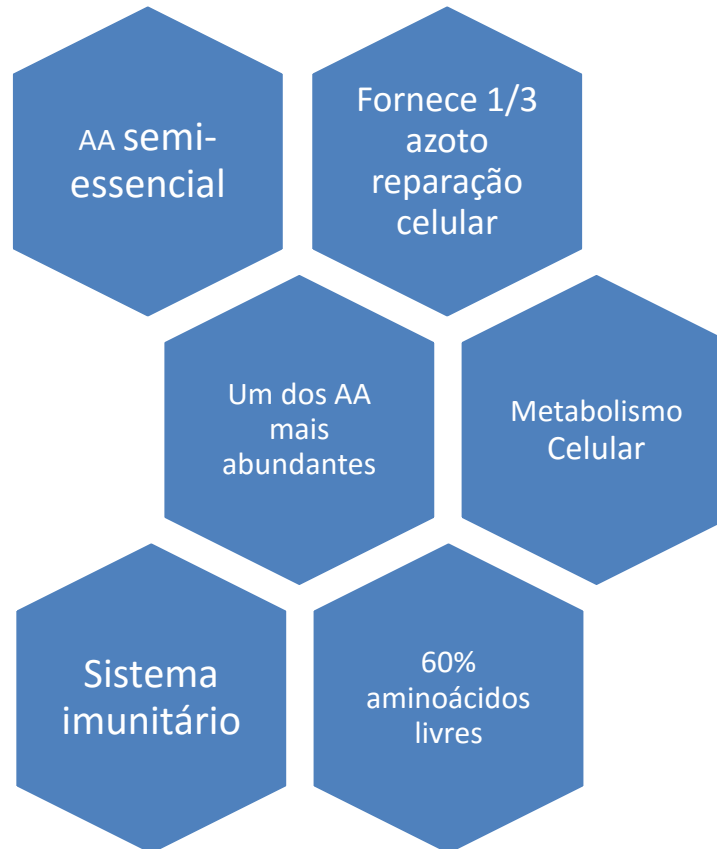 AA semi-
essencial
Fornece 1/3
azoto
reparação
celular
Um dos AA
mais
abundantes
Metabolismo
Celular
Sistema
imunitário
60%
aminoácidos
livres